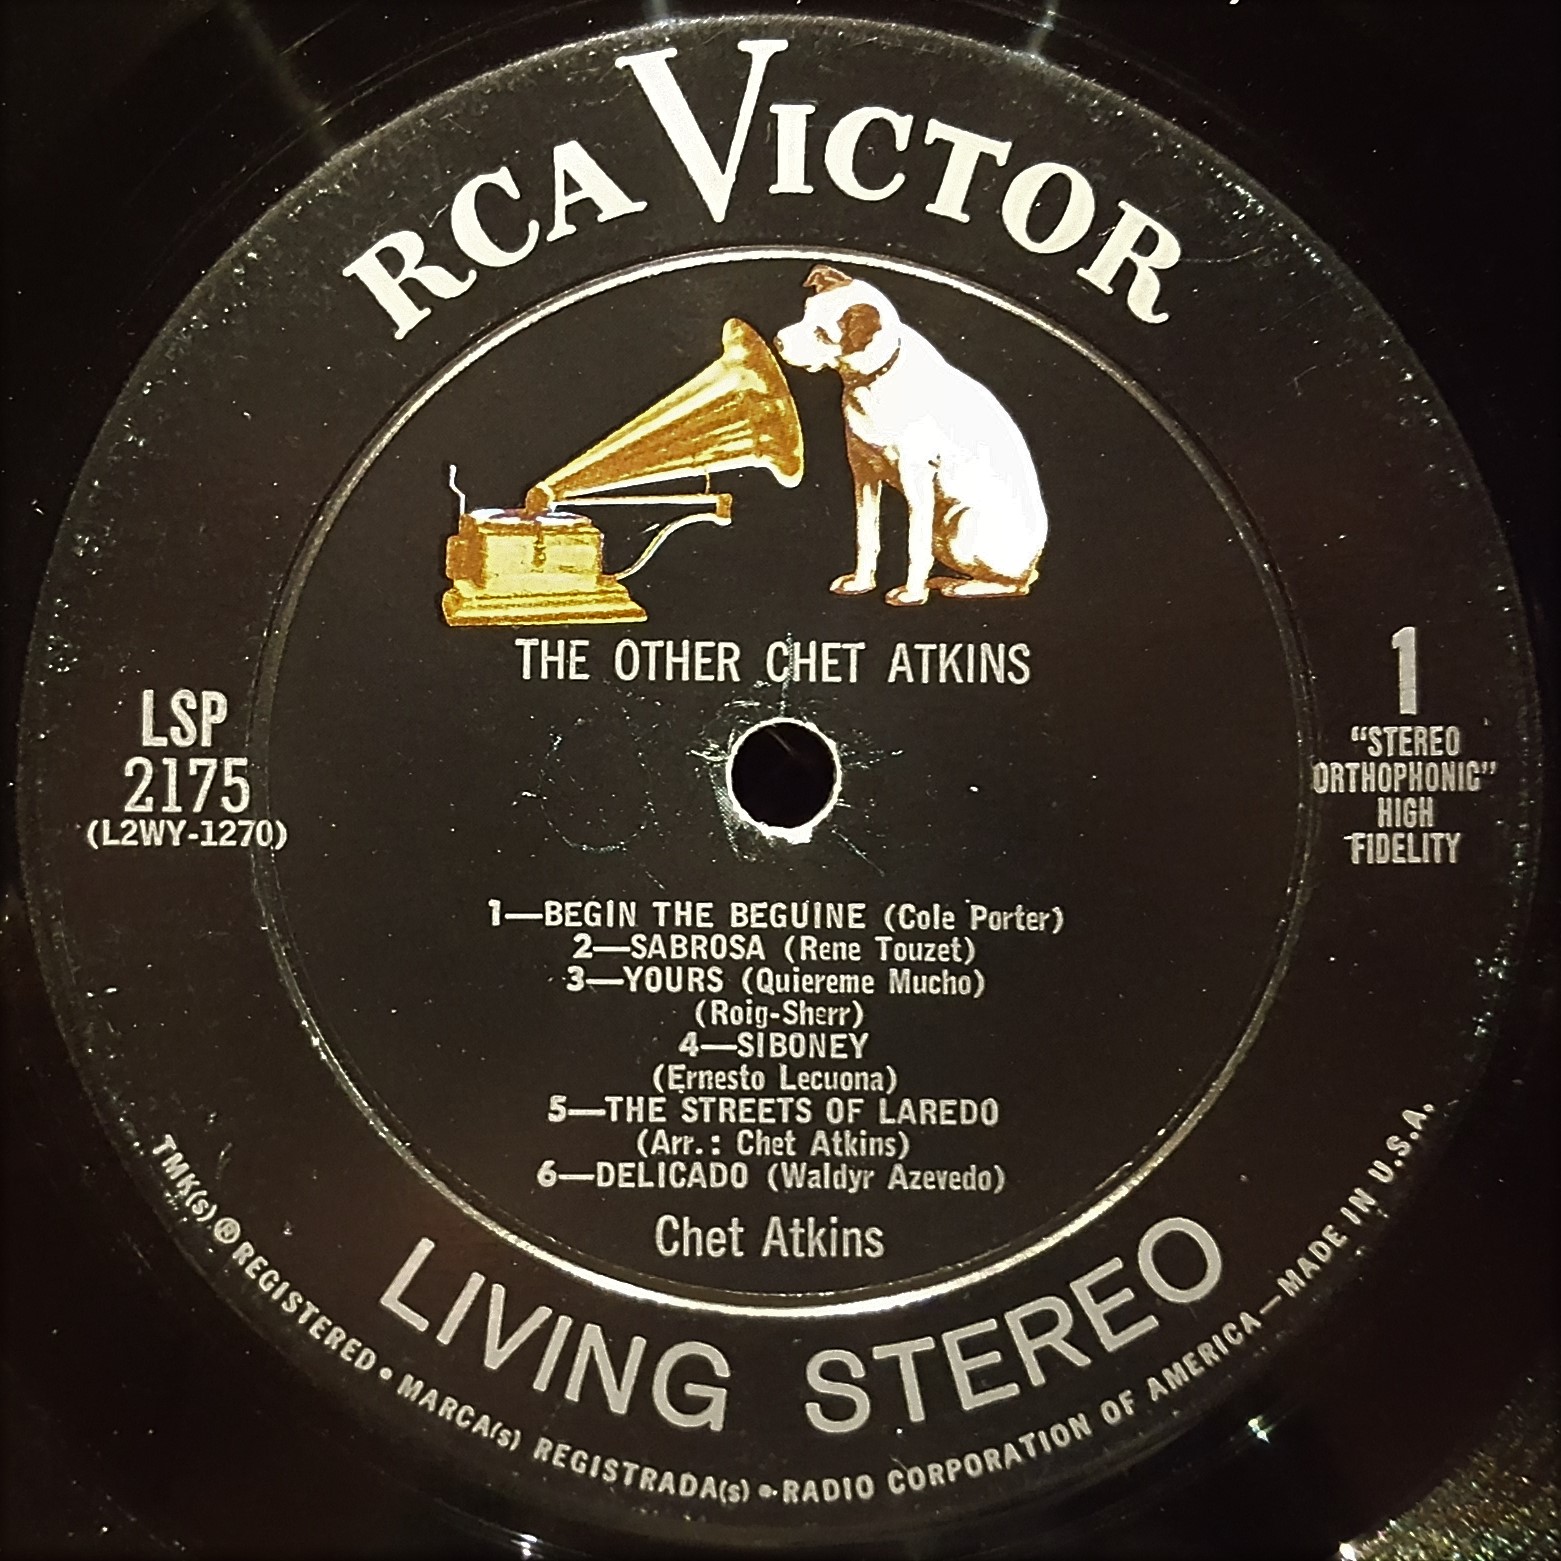 RCA VICTOR
THE OTHER CHET ATKINS
LSP
2175
(L2WY-1270)
1
"STEREO
ORTHOPHONIC"
HIGH
FIDELITY
1—BEGIN THE BEGUINE (Cole Porter)
2—SABROSA (Rene Touzet)
3—YOURS (Quiereme Mucho)
(Roig-Sherr)
4—SIBONEY
(Ernesto Lecuona)
5—THE STREETS OF LAREDO
(Arr.: Chet Atkins)
6—DELICADO (Waldyr Azevedo)
Chet Atkins
LIVING STEREO
TMK(s) ® REGISTERED • MARCA(s) REGISTRADA(s) • RADIO CORPORATION OF AMERICA—MADE IN U.S.A.